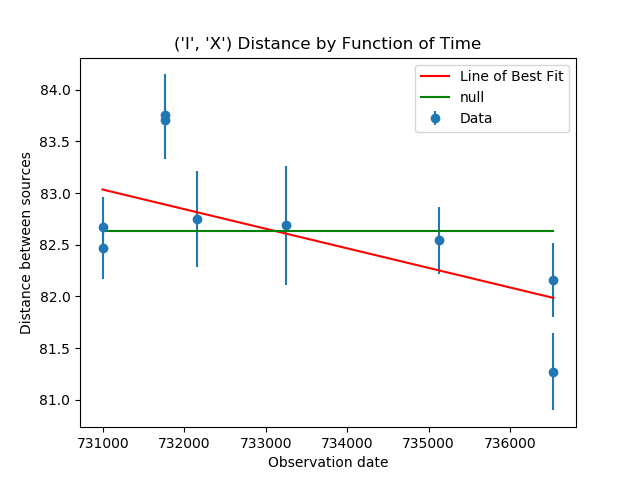 ('I', 'X') Distance by Function of Time
Line of Best Fit
null
Data
84.0
83.5
83.0
82.5
82.0
81.5
81.0
Distance between sources
731000 732000 733000 734000 735000 736000
Observation date